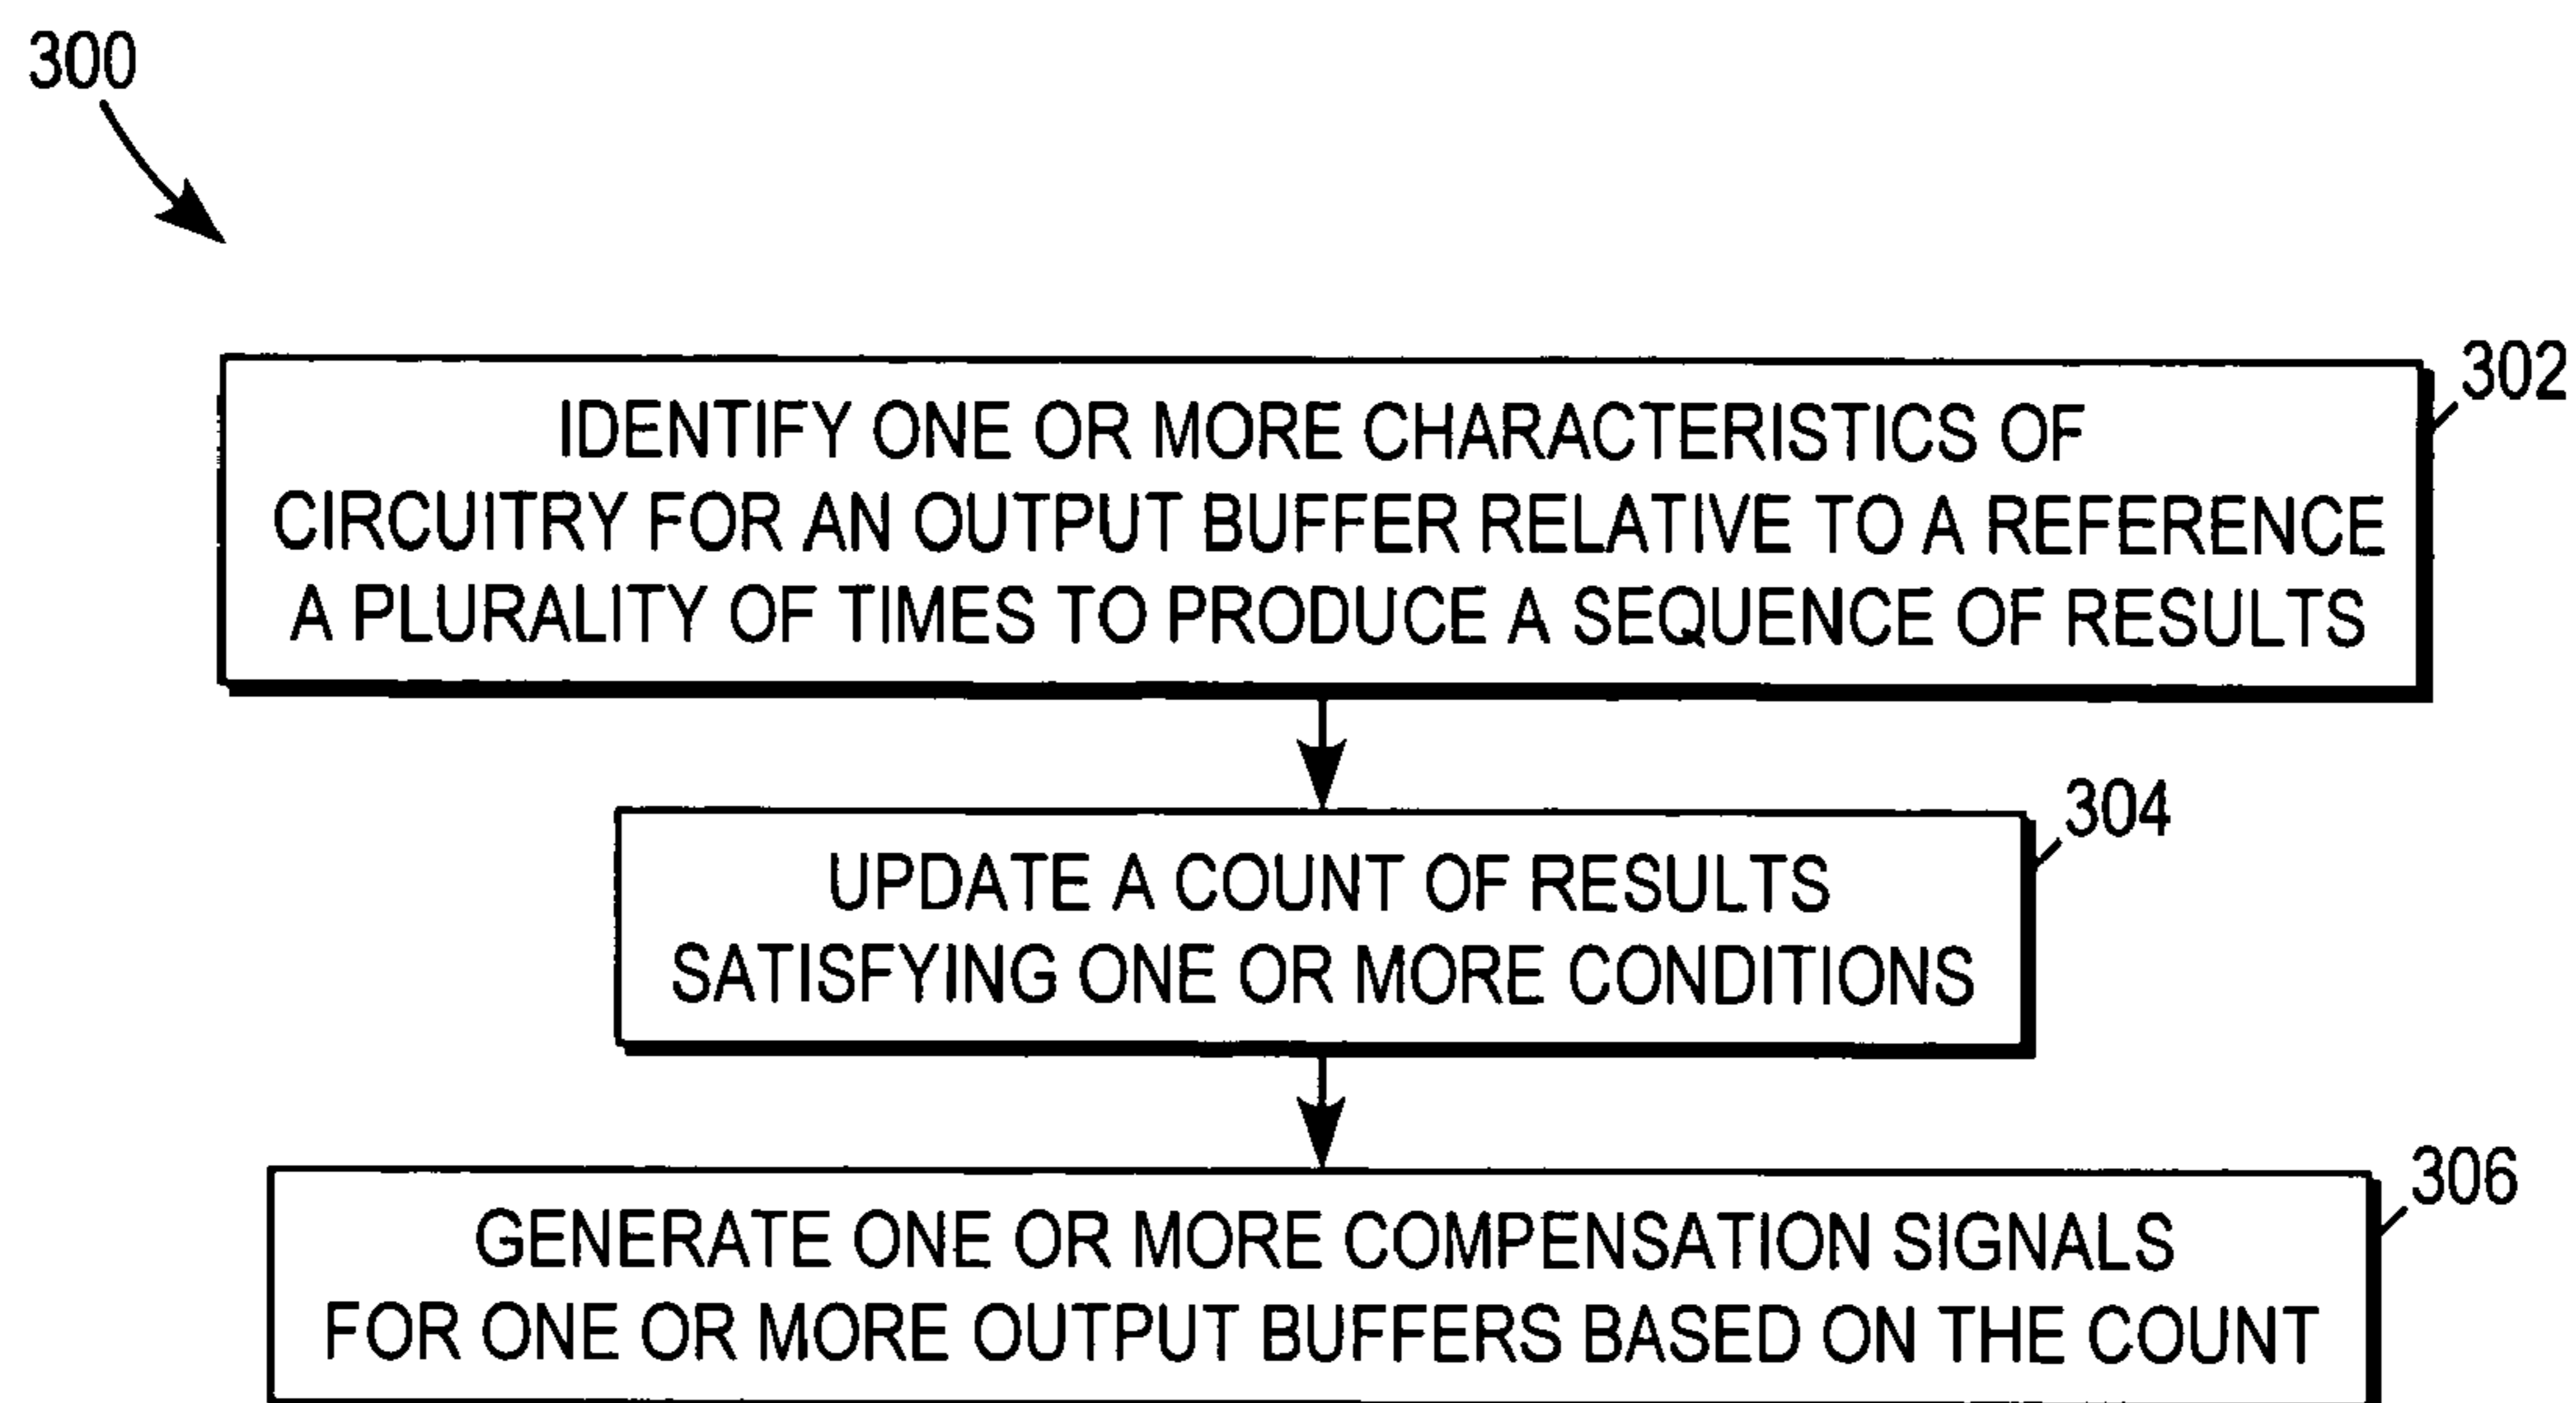 300
302
IDENTIFY ONE OR MORE CHARACTERISTICS OF
CIRCUITRY FOR AN OUTPUT BUFFER RELATIVE TO A REFERENCE
A PLURALITY OF TIMES TO PRODUCE A SEQUENCE OF RESULTS
304
UPDATE A COUNT OF RESULTS
SATISFYING ONE OR MORE CONDITIONS
306
GENERATE ONE OR MORE COMPENSATION SIGNALS
FOR ONE OR MORE OUTPUT BUFFERS BASED ON THE COUNT